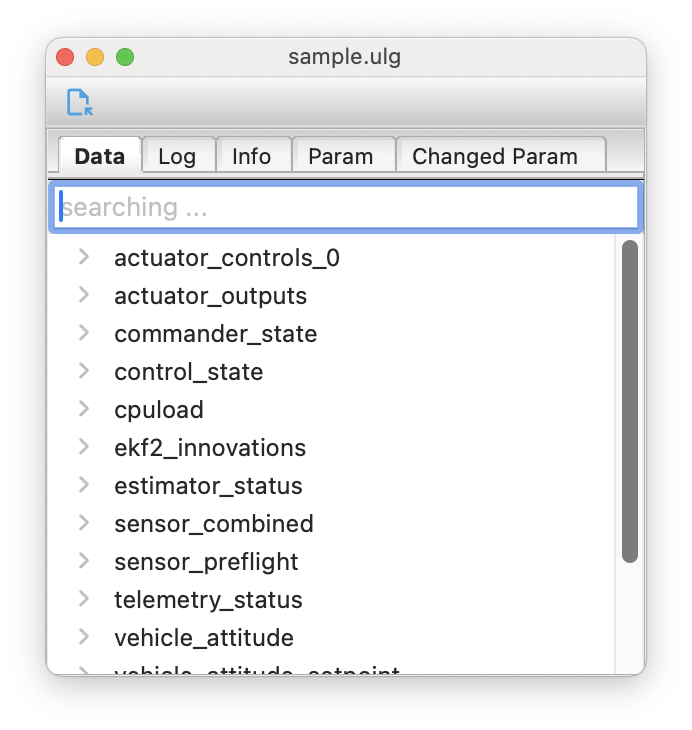 sample.ulg
Data Log Info Param Changed Param
searching ...
actuator_controls_0
actuator_outputs
commander_state
control_state
cpuload
ekf2_innovations
estimator_status
sensor_combined
sensor_preflight
telemetry_status
vehicle_attitude
vehicle_attitude_setpoint